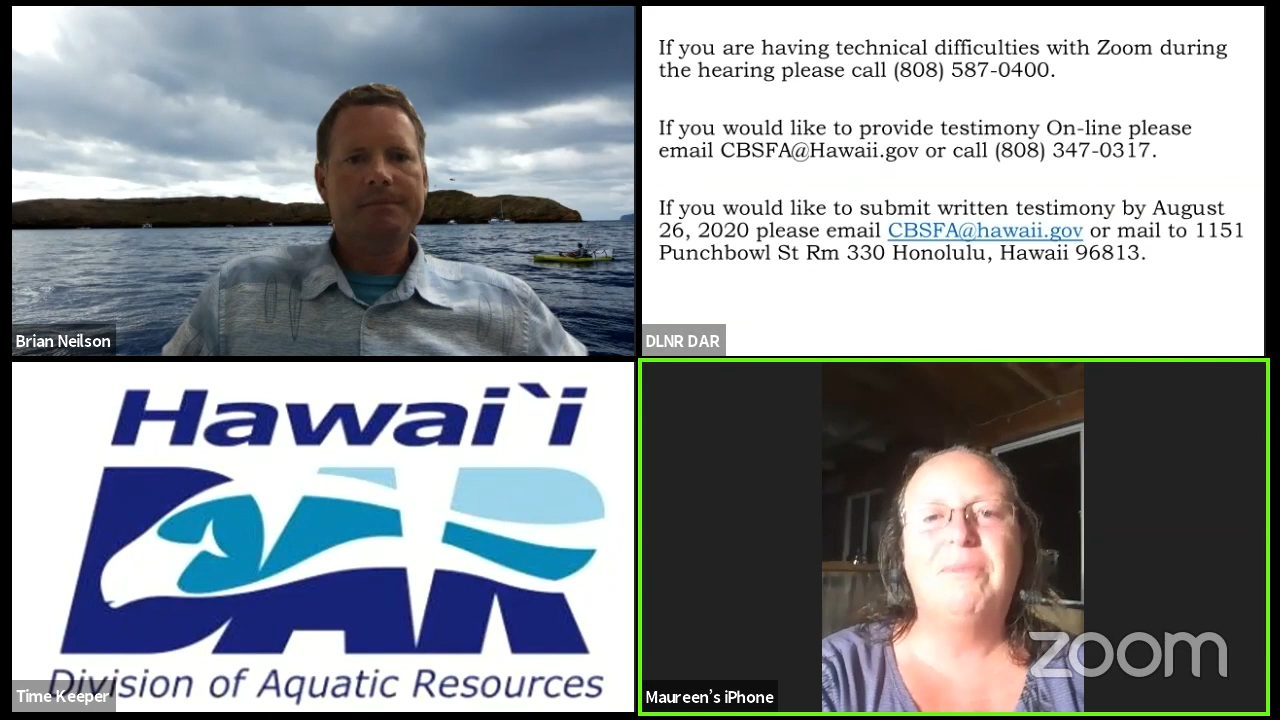 If you are having technical difficulties with Zoom during
the hearing please call (808) 587-0400.
If you would like to provide testimony On-line please
email CBSFA@Hawaii.gov or call (808) 347-0317.
If you would like to submit written testimony by August
26, 2020 please email CBSFA@hawaii.gov or mail to 1151
Punchbowl St Rm 330 Honolulu, Hawaii 96813.
Brian Neilson
DLNR DAR
Hawai`i
DAR
Division of Aquatic Resources
Time Keeper
Maureen's iPhone
zoom